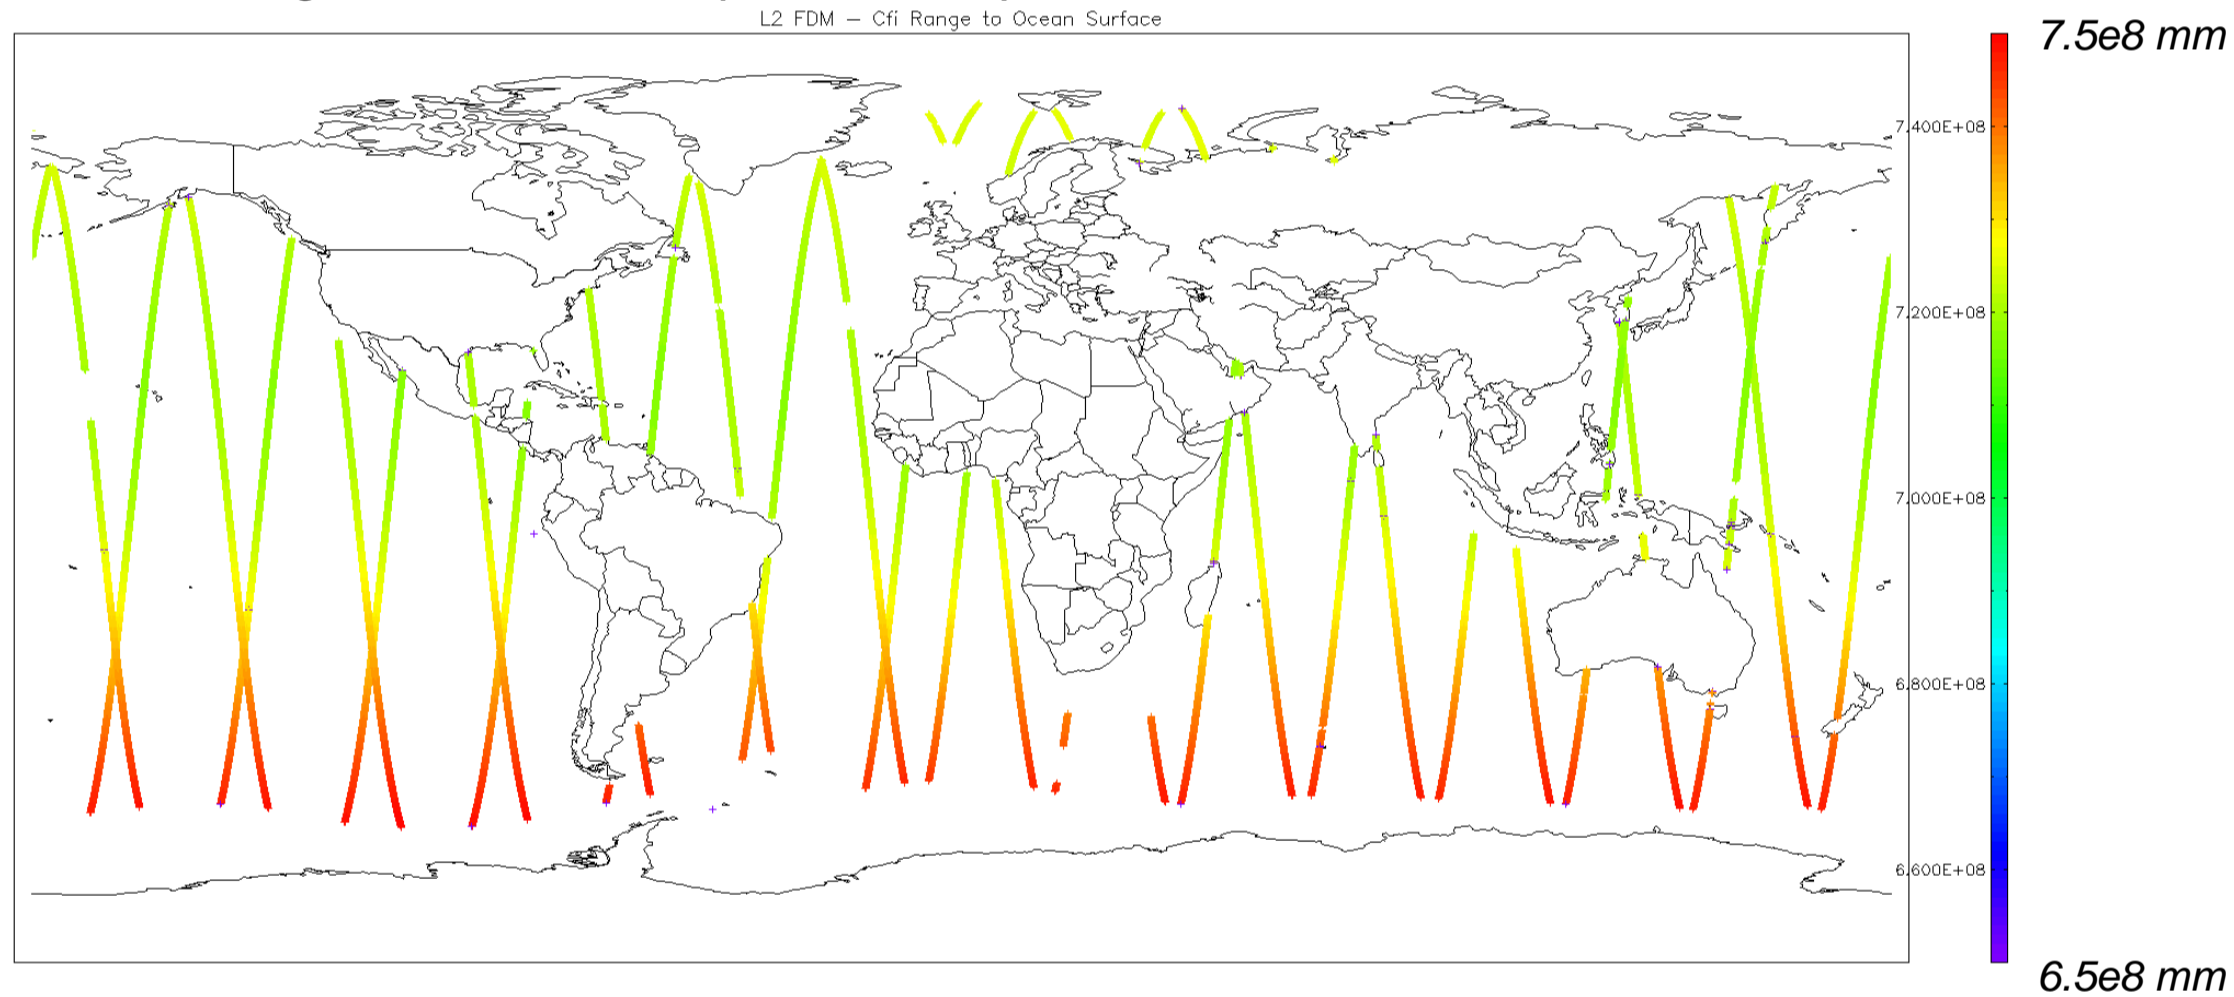 L2 FDM – Cfi Range to Ocean Surface
7.5e8 mm
7.400E+08
7.200E+08
7.000E+08
6.800E+08
6.600E+08
6.5e8 mm